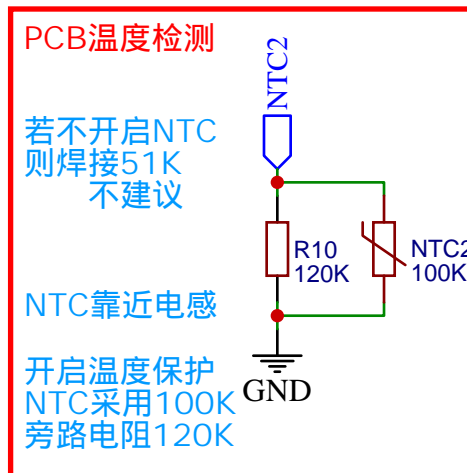 PCB温度检测
NTC2
若不开启NTC
则焊接51K
不建议
R10
120K
NTC2
100K
NTC靠近电感
开启温度保护
NTC采用100K
旁路电阻120K
GND